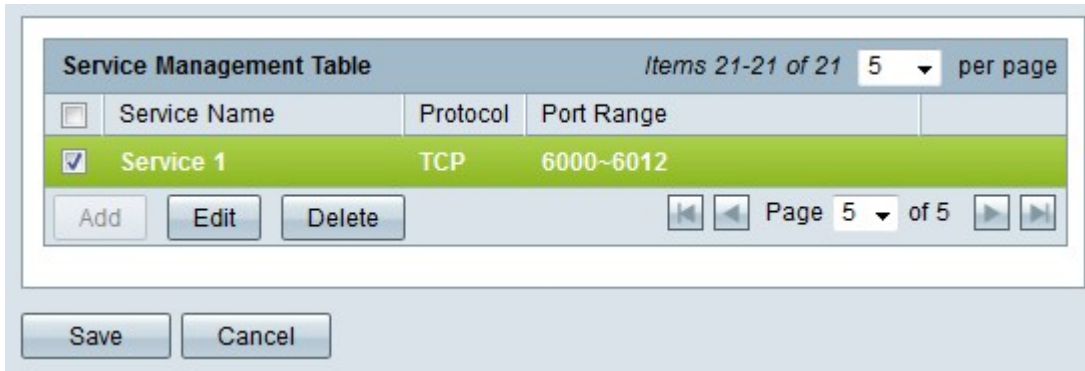 Service Management Table Items 21-21 of 21 5 per page
Service Name Protocol Port Range
Service 1 TCP 6000~6012
Add Edit Delete Page 5 of 5
Save Cancel